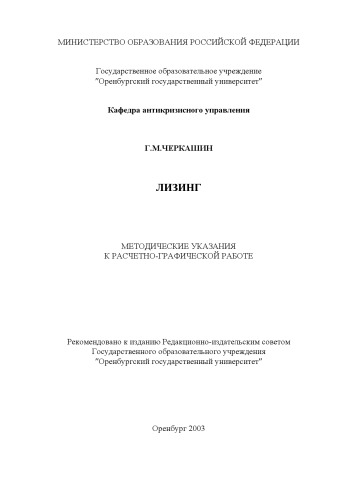 МИНИСТЕРСТВО ОБРАЗОВАНИЯ РОССИЙСКОЙ ФЕДЕРАЦИИ
Государственное образовательное учреждение
"Оренбургский государственный университет"
Кафедра антикризисного управления
Г.М.ЧЕРКАШИН
ЛИЗИНГ
МЕТОДИЧЕСКИЕ УКАЗАНИЯ
К РАСЧЕТНО-ГРАФИЧЕСКОЙ РАБОТЕ
Рекомендовано к изданию Редакционно-издательским советом
Государственного образовательного учреждения
"Оренбургский государственный университет"
Оренбург 2003